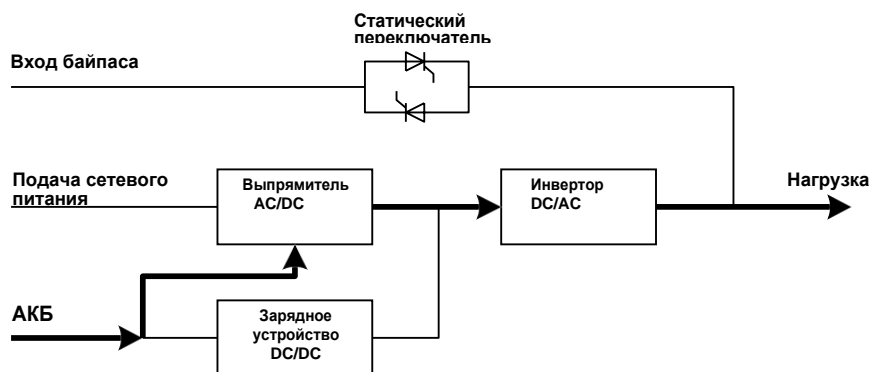 Статический
переключатель
Вход байпаса
Подача сетевого
питания
Выпрямитель
AC/DC
Инвертор
DC/AC
Нагрузка
АКБ
Зарядное
устройство
DC/DC